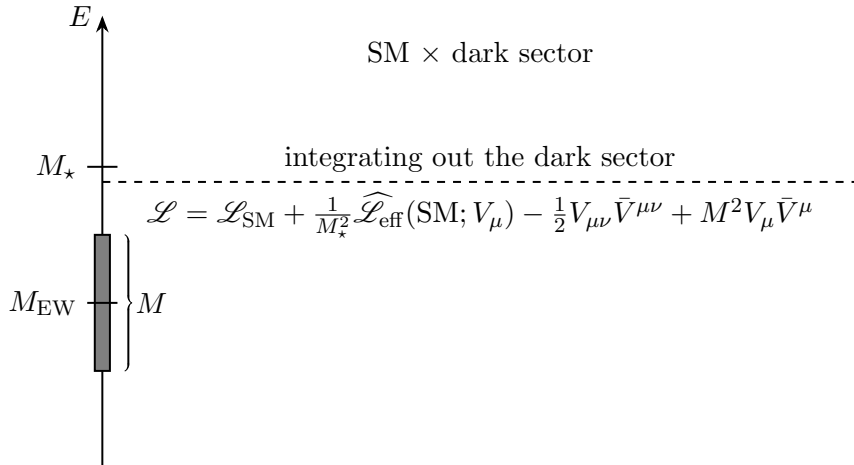 E
SM × dark sector
integrating out the dark sector
M⋆
ℒ = ℒ_SM + 1/M⋆² ℒ̂_eff(SM; V_μ) − ½ V_μν V̄^μν + M² V_μ V̄^μ
M_EW
M